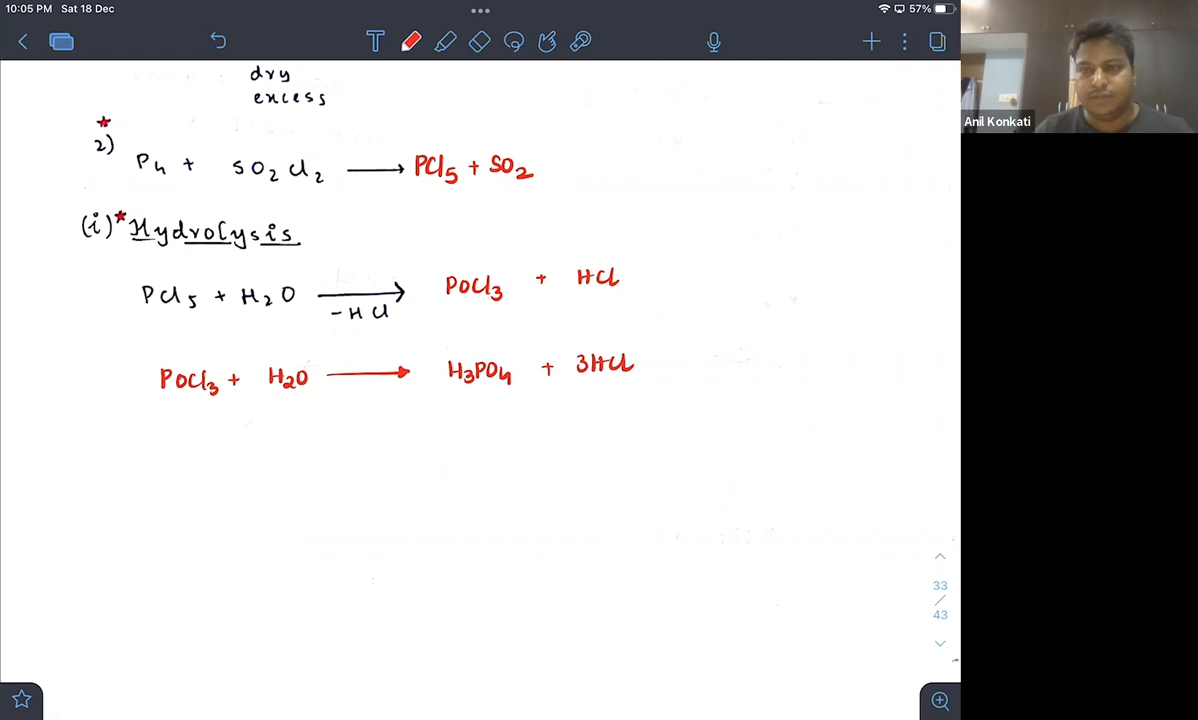 10:05 PM Sat 18 Dec
57%
T
Anil Konkati
dry
excess
2)
P4 + SO2Cl2 ⟶ PCl5 + SO2
(i) * Hydrolysis
PCl5 + H2O ⟶ POCl3 + HCl
-HCl
POCl3 + H2O ⟶ H3PO4 + 3HCl
33
/
43